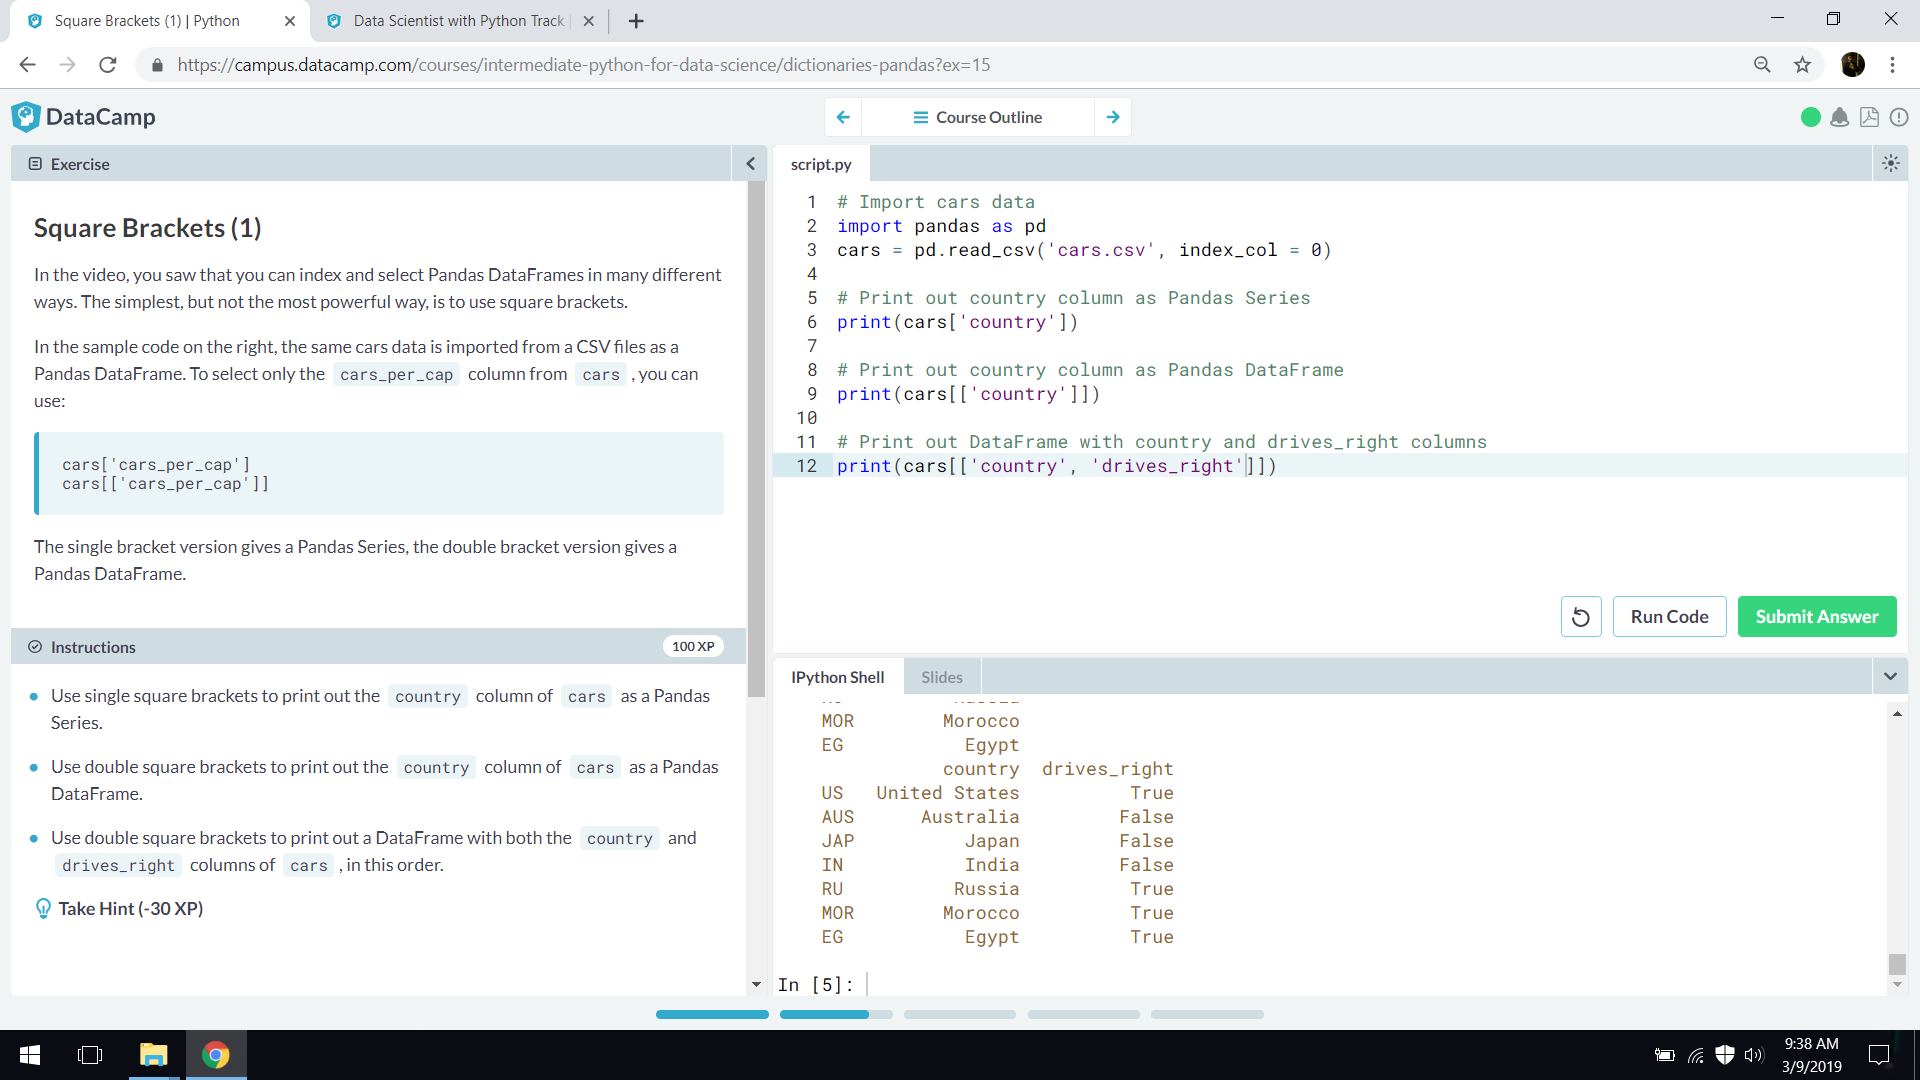 Square Brackets (1) | Python
Data Scientist with Python Track
https://campus.datacamp.com/courses/intermediate-python-for-data-science/dictionaries-pandas?ex=15
DataCamp
Course Outline
Exercise
Square Brackets (1)
In the video, you saw that you can index and select Pandas DataFrames in many different
ways. The simplest, but not the most powerful way, is to use square brackets.
In the sample code on the right, the same cars data is imported from a CSV files as a
Pandas DataFrame. To select only the cars_per_cap column from cars , you can
use:
cars['cars_per_cap']
cars[['cars_per_cap']]
The single bracket version gives a Pandas Series, the double bracket version gives a
Pandas DataFrame.
Instructions
100 XP
Use single square brackets to print out the country column of cars as a Pandas
Series.
Use double square brackets to print out the country column of cars as a Pandas
DataFrame.
Use double square brackets to print out a DataFrame with both the country and
drives_right columns of cars , in this order.
Take Hint (-30 XP)
script.py
1 # Import cars data
2 import pandas as pd
3 cars = pd.read_csv('cars.csv', index_col = 0)
4
5 # Print out country column as Pandas Series
6 print(cars['country'])
7
8 # Print out country column as Pandas DataFrame
9 print(cars[['country']])
10
11 # Print out DataFrame with country and drives_right columns
12 print(cars[['country', 'drives_right']])
Run Code
Submit Answer
IPython Shell
Slides
MOR Morocco
EG Egypt
country drives_right
US United States True
AUS Australia False
JAP Japan False
IN India False
RU Russia True
MOR Morocco True
EG Egypt True
In [5]:
9:38 AM
3/9/2019